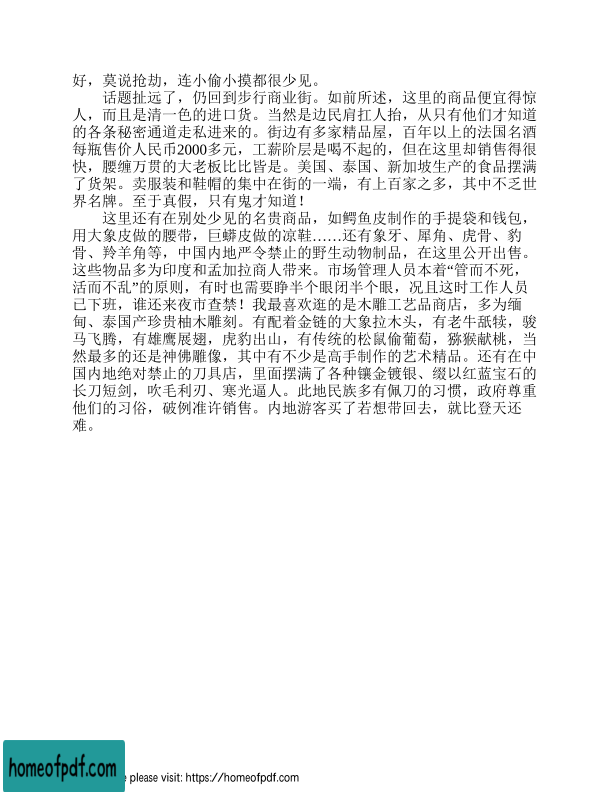 好，莫说抢劫，连小偷小摸都很少见。
话题扯远了，仍回到步行商业街。如前所述，这里的商品便宜得惊
人，而且是清一色的进口货。当然是边民肩扛人抬，从只有他们才知道
的各条秘密通道走私进来的。街边有多家精品屋，百年以上的法国名酒
每瓶售价人民币2000多元，工薪阶层是喝不起的，但在这里却销售得很
快，腰缠万贯的大老板比比皆是。美国、泰国、新加坡生产的食品摆满
了货架。卖服装和鞋帽的集中在街的一端，有上百家之多，其中不乏世
界名牌。至于真假，只有鬼才知道！
这里还有在别处少见的名贵商品，如鳄鱼皮制作的手提袋和钱包，
用大象皮做的腰带，巨蟒皮做的凉鞋……还有象牙、犀角、虎骨、豹
骨、羚羊角等，中国内地严令禁止的野生动物制品，在这里公开出售。
这些物品多为印度和孟加拉商人带来。市场管理人员本着“管而不死，
活而不乱”的原则，有时也需要睁半个眼闭半个眼，况且这时工作人员
已下班，谁还来夜市查禁！我最喜欢逛的是木雕工艺品商店，多为缅
甸、泰国产珍贵柚木雕刻。有配着金链的大象拉木头，有老牛舐犊，骏
马飞腾，有雄鹰展翅，虎豹出山，有传统的松鼠偷葡萄，猕猴献桃，当
然最多的还是神佛雕像，其中有不少是高手制作的艺术精品。还有在中
国内地绝对禁止的刀具店，里面摆满了各种镶金镀银、缀以红蓝宝石的
长刀短剑，吹毛利刃、寒光逼人。此地民族多有佩刀的习惯，政府尊重
他们的习俗，破例准许销售。内地游客买了若想带回去，就比登天还
难。
homeofpdf.com
e please visit: https://homeofpdf.com